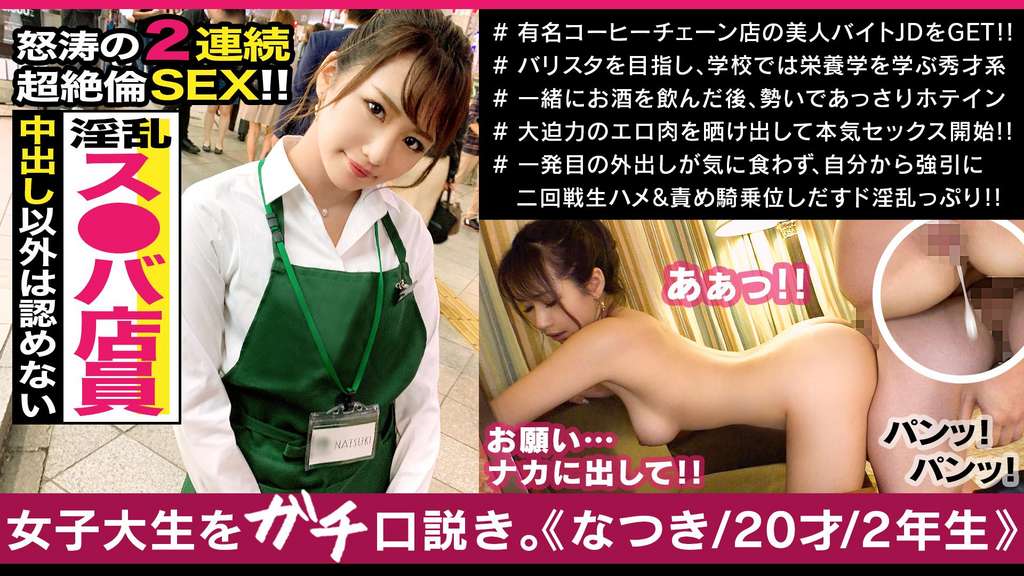 怒涛の2連続
超絶倫SEX!!
淫乱
ス●バ店員
中出し以外は認めない
NATSUKI
# 有名コーヒーチェーン店の美人バイトJDをGET!!
# バリスタを目指し、学校では栄養学を学ぶ秀才系
# 一緒にお酒を飲んだ後、勢いであっさりホテイン
# 大迫力のエロ肉を晒け出して本気セックス開始!!
# 一発目の外出しが気に食わず、自分から強引に
二回戦生ハメ&責め騎乗位しだすド淫乱っぷり!!
あぁっ!!
お願い…
ナカに出して!!
パンッ!
パンッ!
女子大生をガチ口説き。《なつき/20才/2年生》